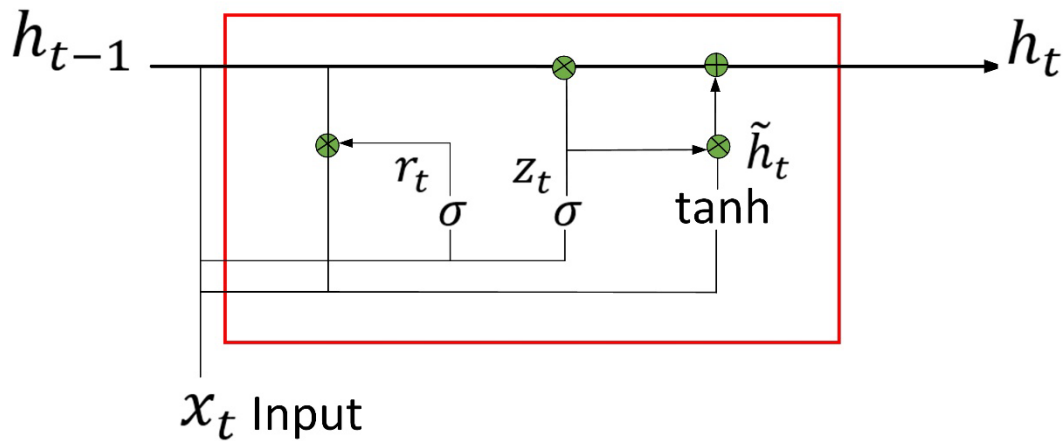 h_{t-1}
h_t
r_t
z_t
h̃_t
σ
σ
tanh
x_t Input